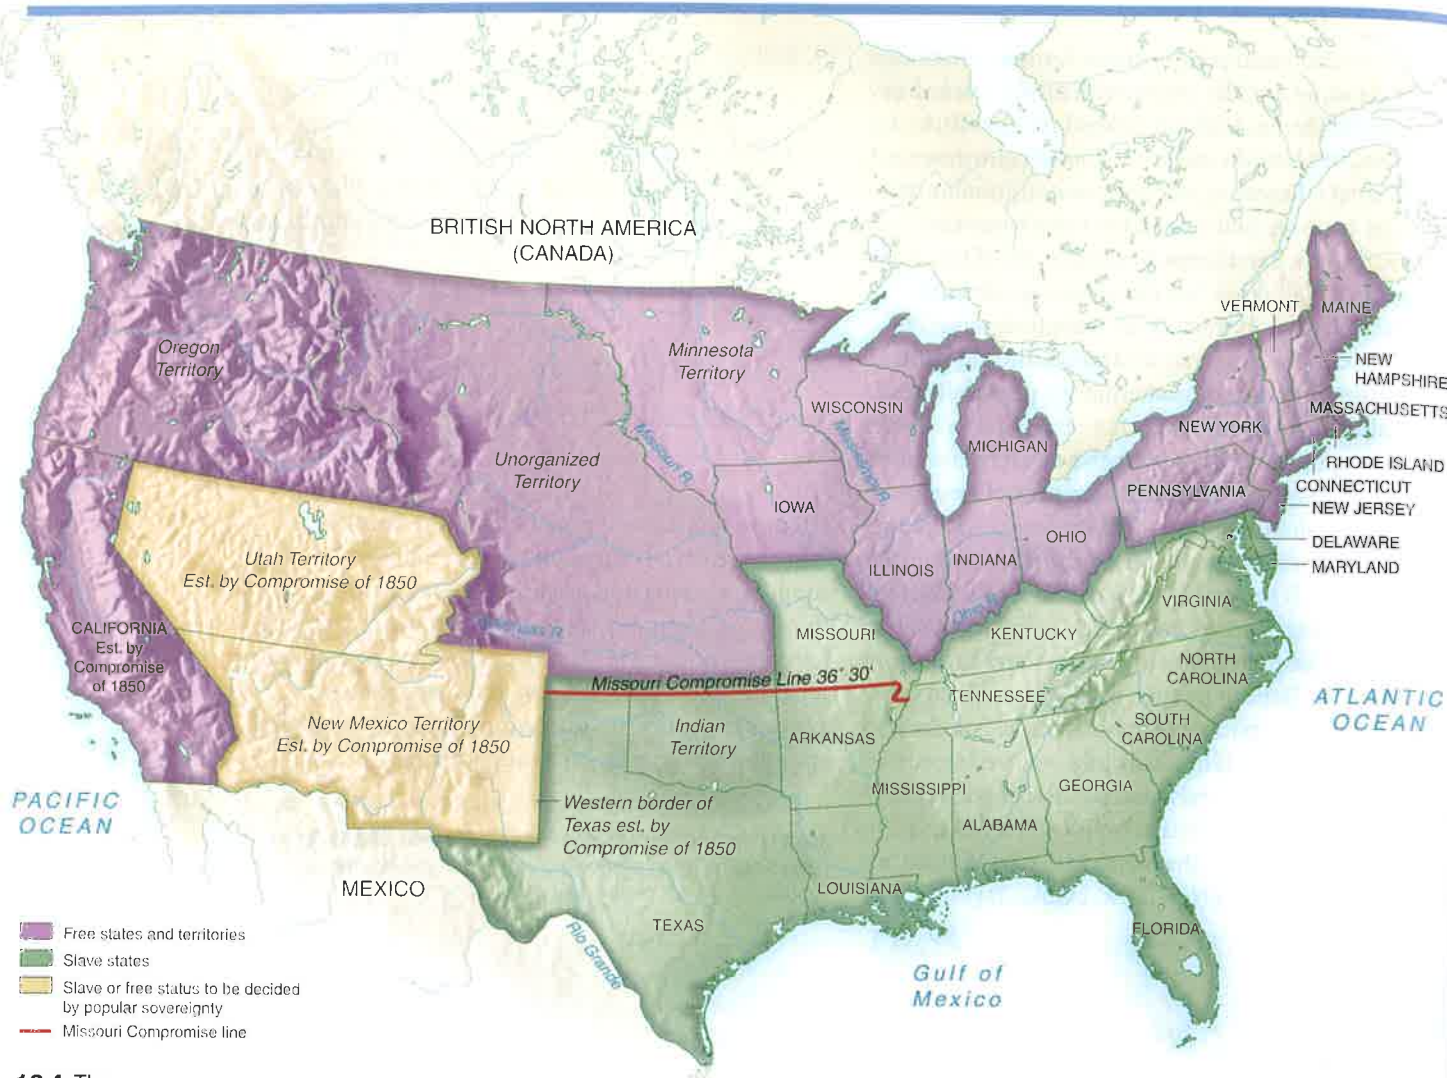 BRITISH NORTH AMERICA
(CANADA)
VERMONT
MAINE
Oregon
Territory
Minnesota
Territory
NEW
HAMPSHIRE
WISCONSIN
MASSACHUSETTS
NEW YORK
MICHIGAN
Missouri R.
Mississippi R.
Unorganized
Territory
RHODE ISLAND
CONNECTICUT
PENNSYLVANIA
NEW JERSEY
IOWA
OHIO
DELAWARE
INDIANA
ILLINOIS
MARYLAND
Utah Territory
Est. by Compromise of 1850
VIRGINIA
Ohio R.
Arkansas R.
CALIFORNIA
Est. by
Compromise
of 1850
MISSOURI
KENTUCKY
NORTH
CAROLINA
Missouri Compromise Line 36° 30'
TENNESSEE
ATLANTIC
OCEAN
New Mexico Territory
Est. by Compromise of 1850
Indian
Territory
ARKANSAS
SOUTH
CAROLINA
MISSISSIPPI
GEORGIA
PACIFIC
OCEAN
Western border of
Texas est. by
Compromise of 1850
ALABAMA
MEXICO
LOUISIANA
TEXAS
FLORIDA
Rio Grande
Gulf of
Mexico
Free states and territories
Slave states
Slave or free status to be decided
by popular sovereignty
Missouri Compromise line